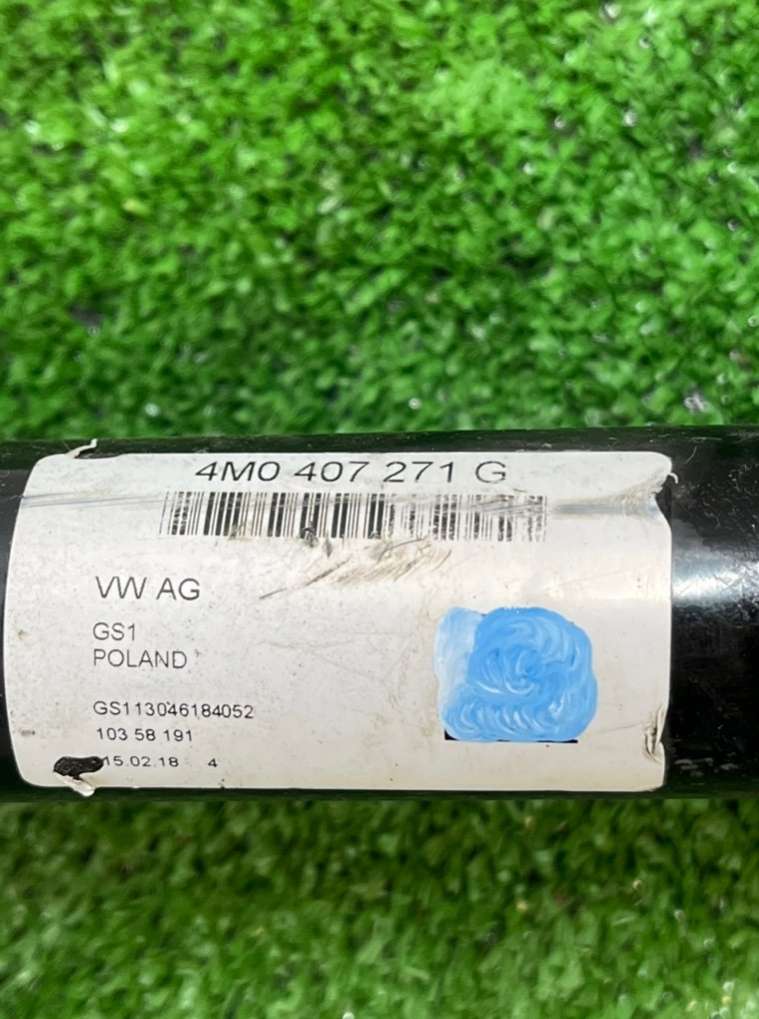 4M0 407 271 G
VW AG
GS1
POLAND
GS113046184052
103 58 191
15.02.18 4